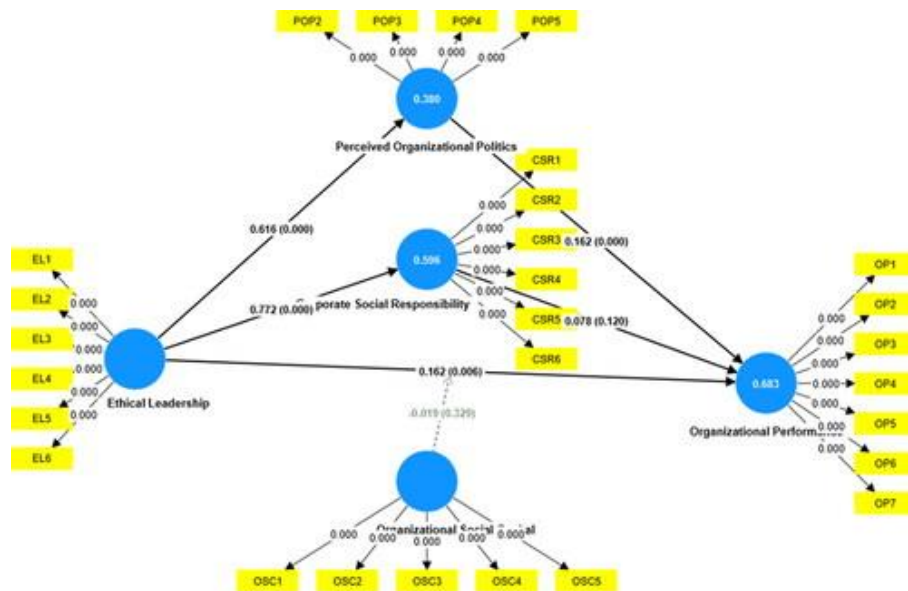 POP2
POP3
POP4
POP5
0.000
0.000
0.000
0.000
0.380
Perceived Organizational Politics
CSR1
CSR2
CSR3
CSR4
CSR5
CSR6
0.000
0.000
0.000
0.000
0.000
0.000
0.616 (0.000)
0.162 (0.000)
0.596
porate Social Responsibility
0.772 (0.000)
0.078 (0.120)
EL1
EL2
EL3
EL4
EL5
EL6
0.000
0.000
0.000
0.000
0.000
0.000
Ethical Leadership
0.162 (0.006)
0.683
Organizational Performan
OP1
OP2
OP3
OP4
OP5
OP6
OP7
0.000
0.000
0.000
0.000
0.000
0.000
0.000
Organizational Social
0.000
0.000
0.000
0.000
0.000
OSC1
OSC2
OSC3
OSC4
OSC5